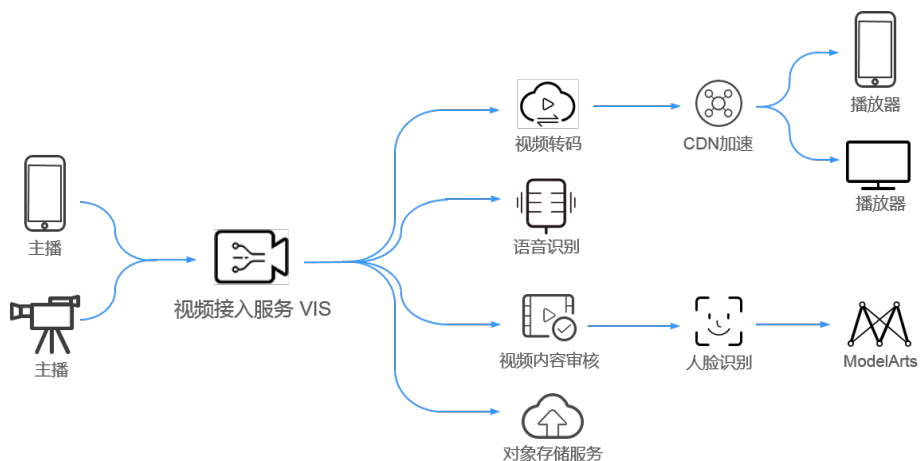 主播
主播
视频接入服务 VIS
视频转码
CDN加速
播放器
播放器
语音识别
视频内容审核
人脸识别
ModelArts
对象存储服务